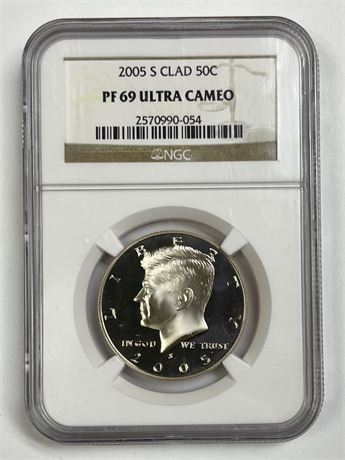 2005 S CLAD 50C
PF 69 ULTRA CAMEO
2570990-054
NGC
LIBERTY
IN GOD WE TRUST
S
2005